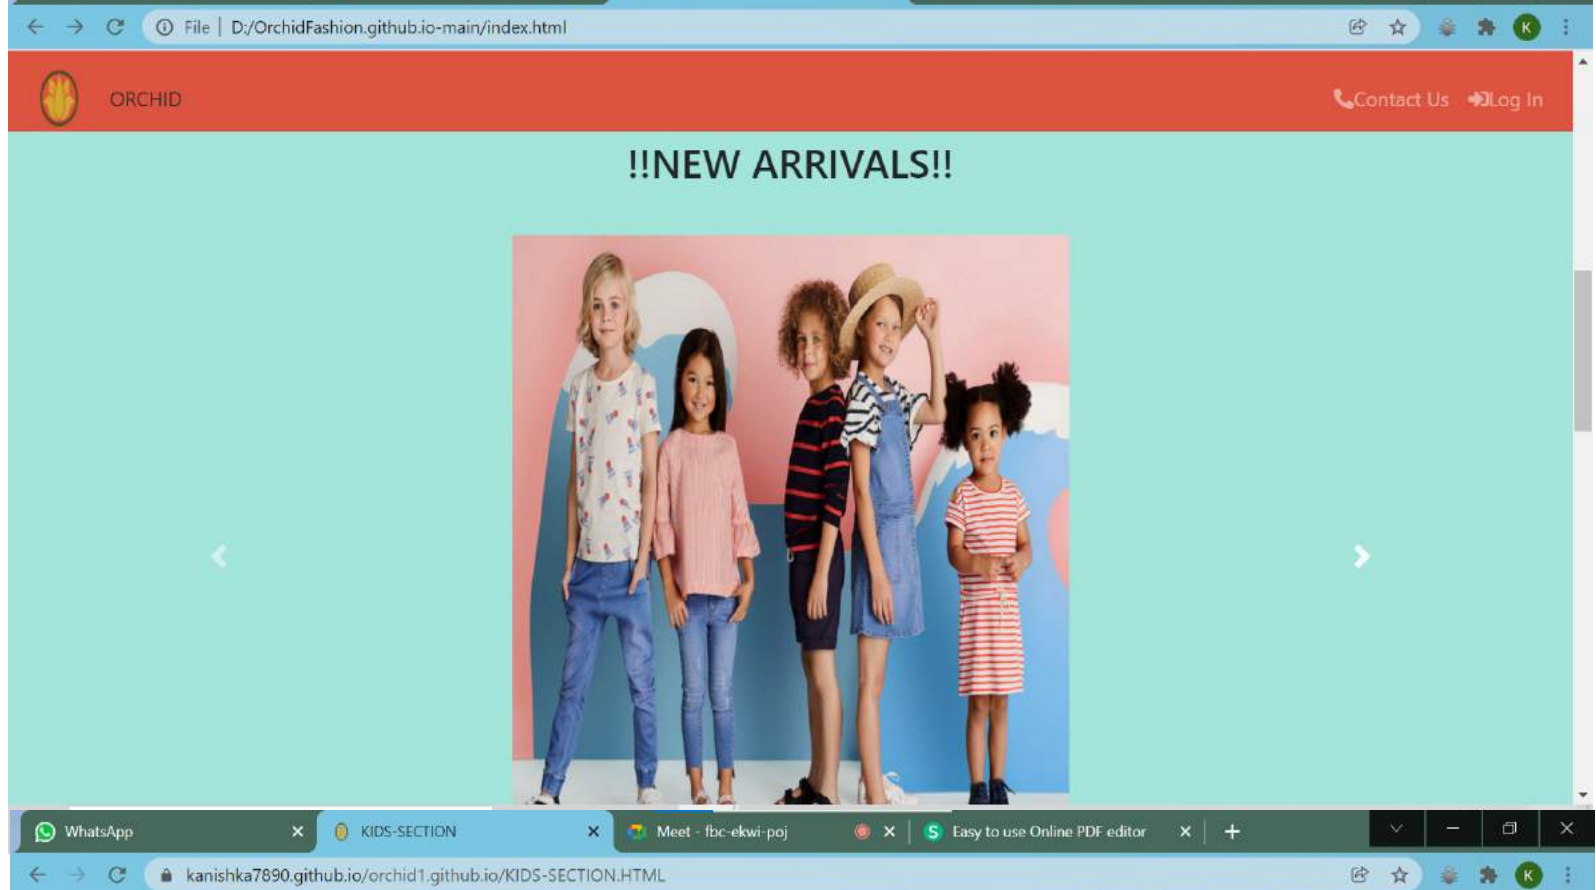 File | D:/OrchidFashion.github.io-main/index.html
K
ORCHID
Contact Us
Log In
!!NEW ARRIVALS!!
WhatsApp
KIDS-SECTION
Meet - fbc-ekwi-poj
S
Easy to use Online PDF editor
kanishka7890.github.io/orchid1.github.io/KIDS-SECTION.HTML
K